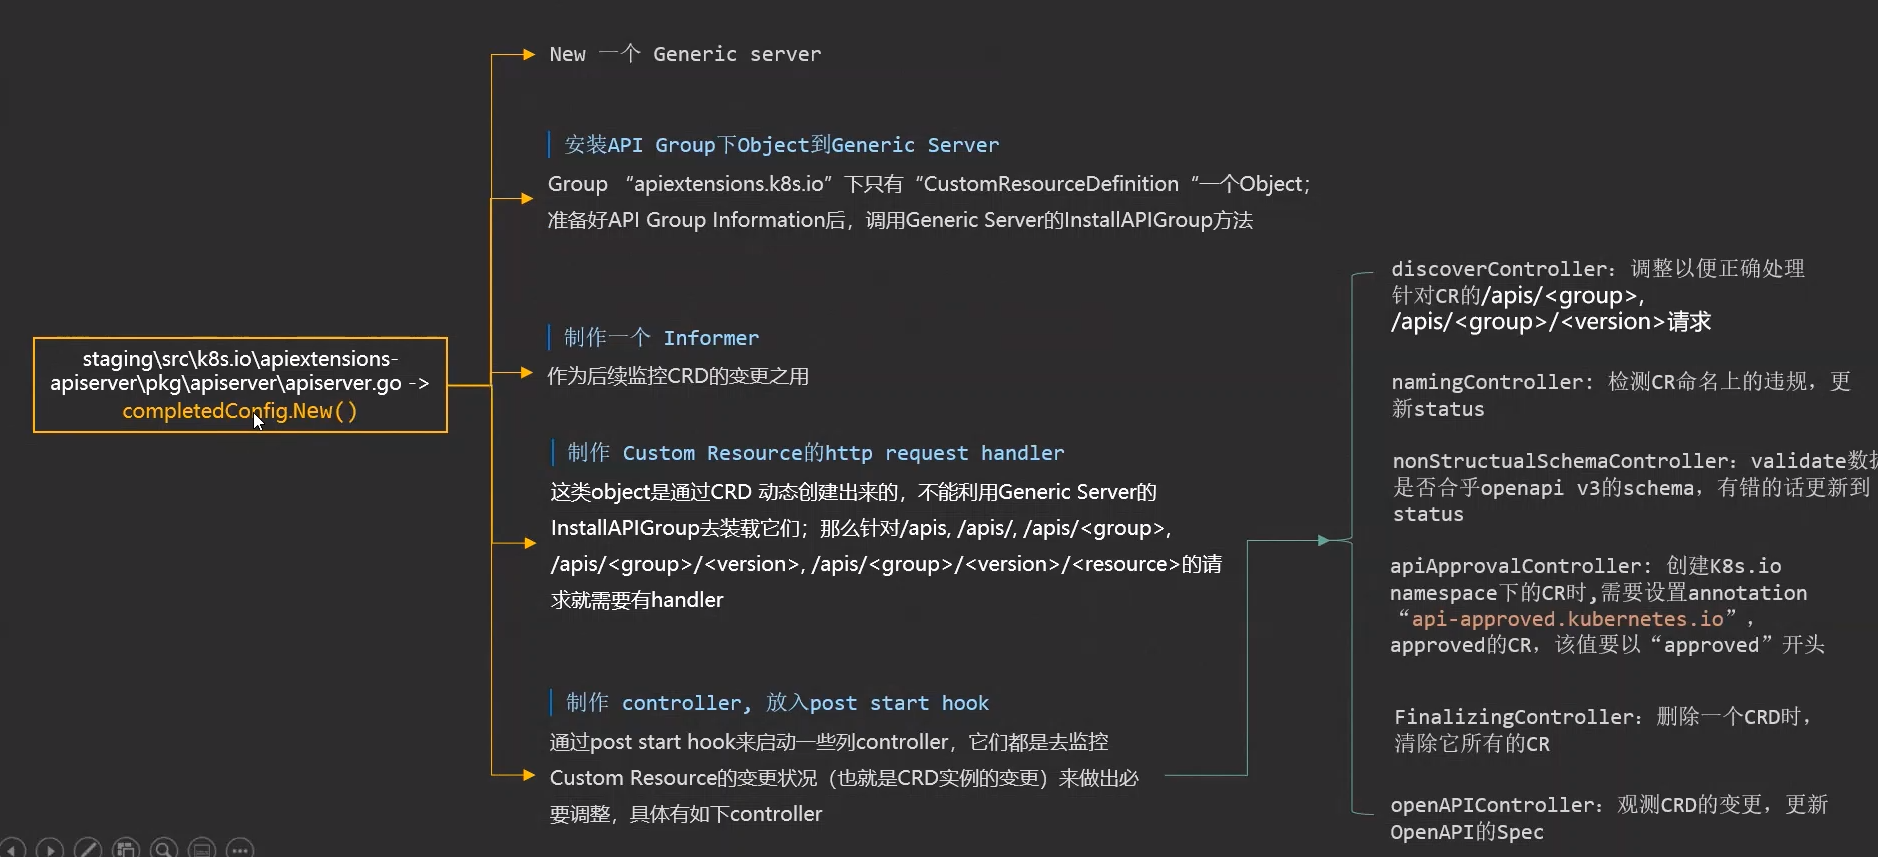 staging\src\k8s.io\apiextensions-
apiserver\pkg\apiserver\apiserver.go ->
completedConfig.New()
New 一个 Generic server
安装API Group下Object到Generic Server
Group “apiextensions.k8s.io”下只有“CustomResourceDefinition“一个Object；
准备好API Group Information后，调用Generic Server的InstallAPIGroup方法
制作一个 Informer
作为后续监控CRD的变更之用
制作 Custom Resource的http request handler
这类object是通过CRD 动态创建出来的，不能利用Generic Server的
InstallAPIGroup去装载它们；那么针对/apis, /apis/, /apis/<group>,
/apis/<group>/<version>, /apis/<group>/<version>/<resource>的请
求就需要有handler
制作 controller, 放入post start hook
通过post start hook来启动一些列controller，它们都是去监控
Custom Resource的变更状况（也就是CRD实例的变更）来做出必
要调整，具体有如下controller
discoverController：调整以便正确处理
针对CR的/apis/<group>,
/apis/<group>/<version>请求
namingController: 检测CR命名上的违规，更
新status
nonStructualSchemaController：validate数据
是否合乎openapi v3的schema，有错的话更新到
status
apiApprovalController: 创建K8s.io
namespace下的CR时,需要设置annotation
“api-approved.kubernetes.io”，
approved的CR，该值要以“approved”开头
FinalizingController：删除一个CRD时，
清除它所有的CR
openAPIController：观测CRD的变更，更新
OpenAPI的Spec